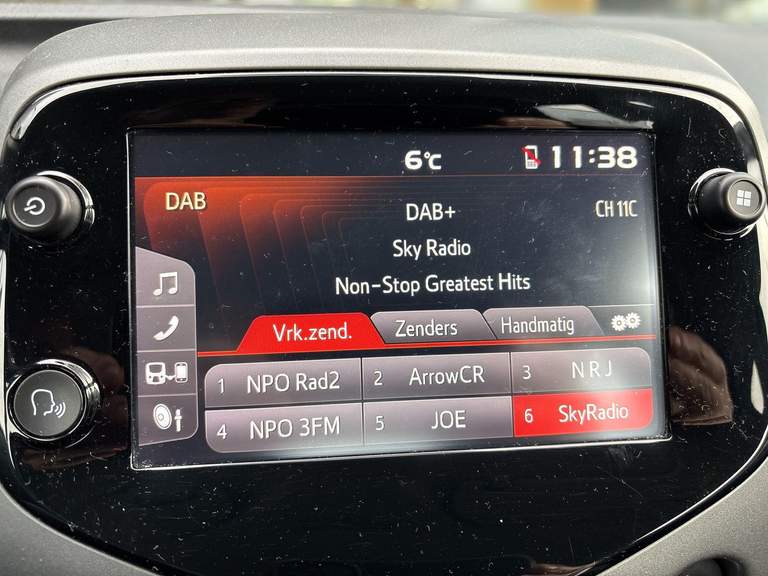 6°C 11:38
DAB
DAB+ CH 11C
Sky Radio
Non-Stop Greatest Hits
Vrk.zend. Zenders Handmatig
1 NPO Rad2 2 ArrowCR 3 NRJ
4 NPO 3FM 5 JOE 6 SkyRadio